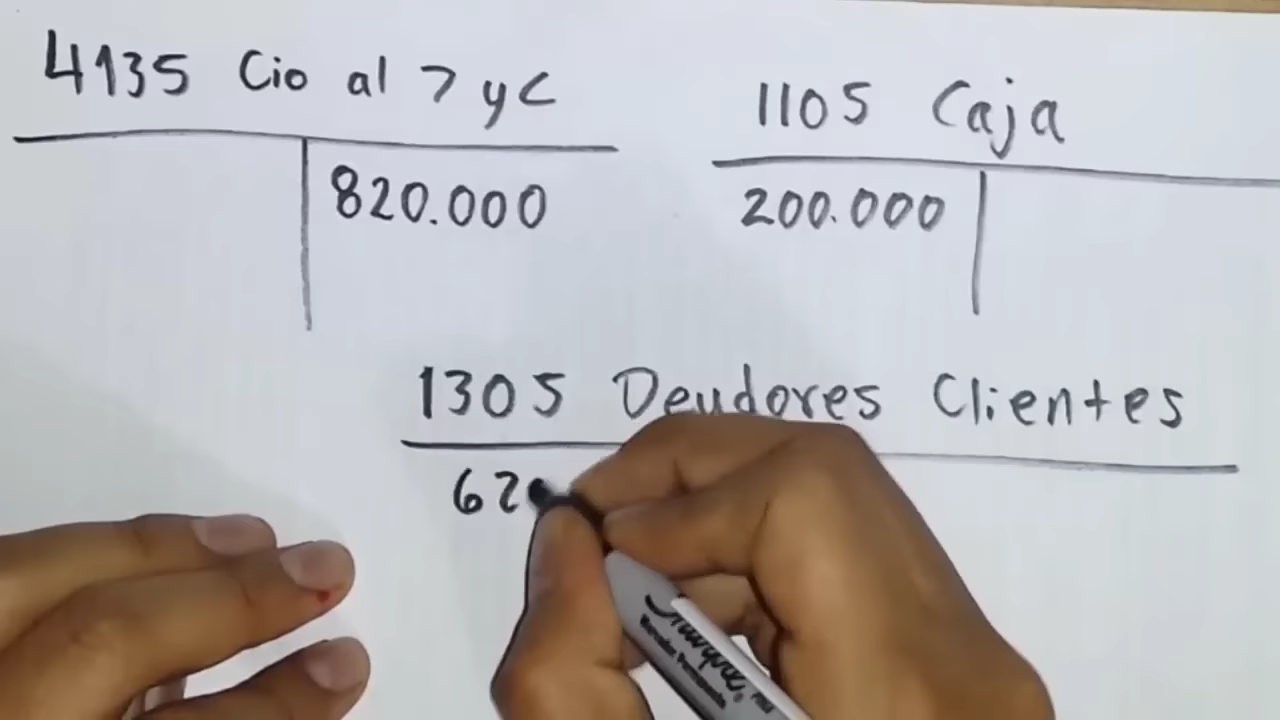 4135 Cio al > y C
820.000
1105 Caja
200.000
1305 Deudores Clientes
62